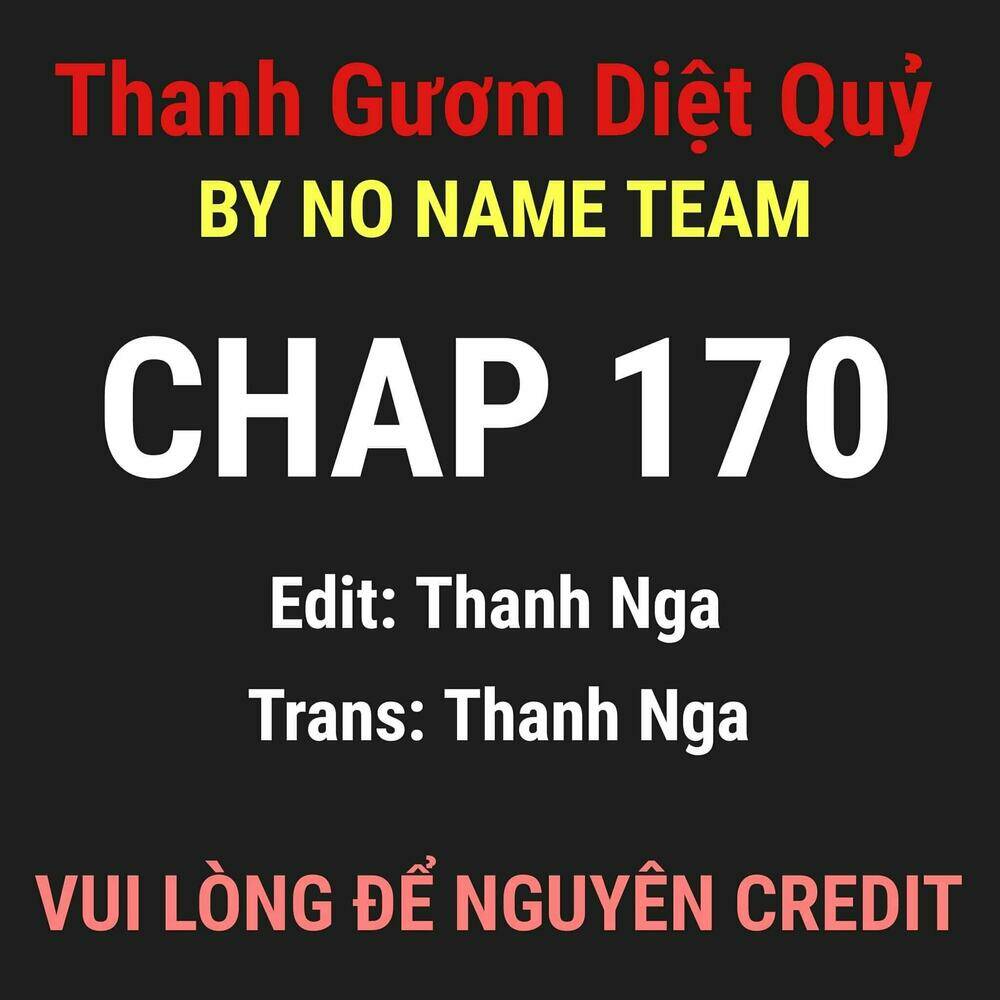 Thanh Gươm Diệt Quỷ
BY NO NAME TEAM
CHAP 170
Edit: Thanh Nga
Trans: Thanh Nga
VUI LÒNG ĐỂ NGUYÊN CREDIT